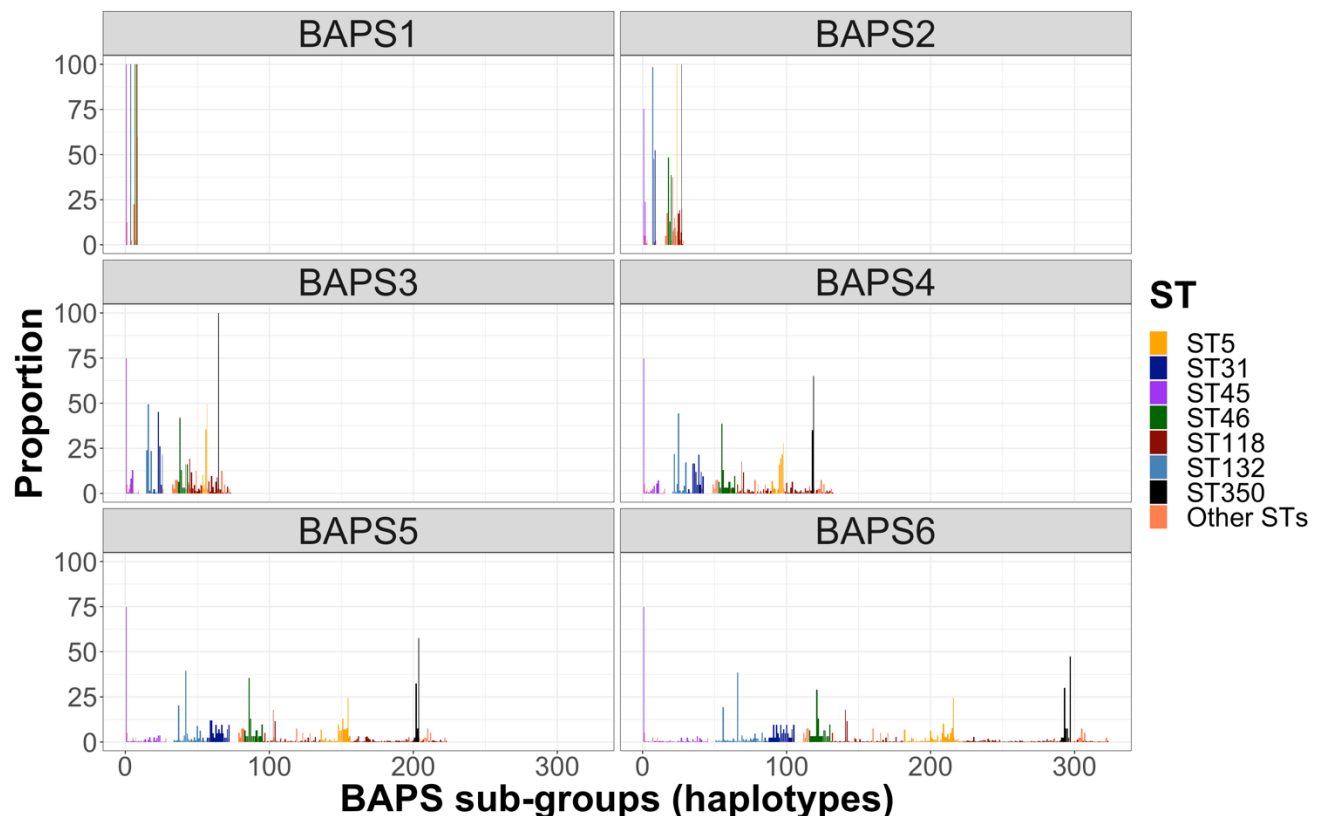 BAPS1
BAPS2
100
75
50
25
0
BAPS3
BAPS4
100
75
50
25
0
BAPS5
BAPS6
100
75
50
25
0
0
100
200
300
0
100
200
300
Proportion
BAPS sub-groups (haplotypes)
ST
ST5
ST31
ST45
ST46
ST118
ST132
ST350
Other STs